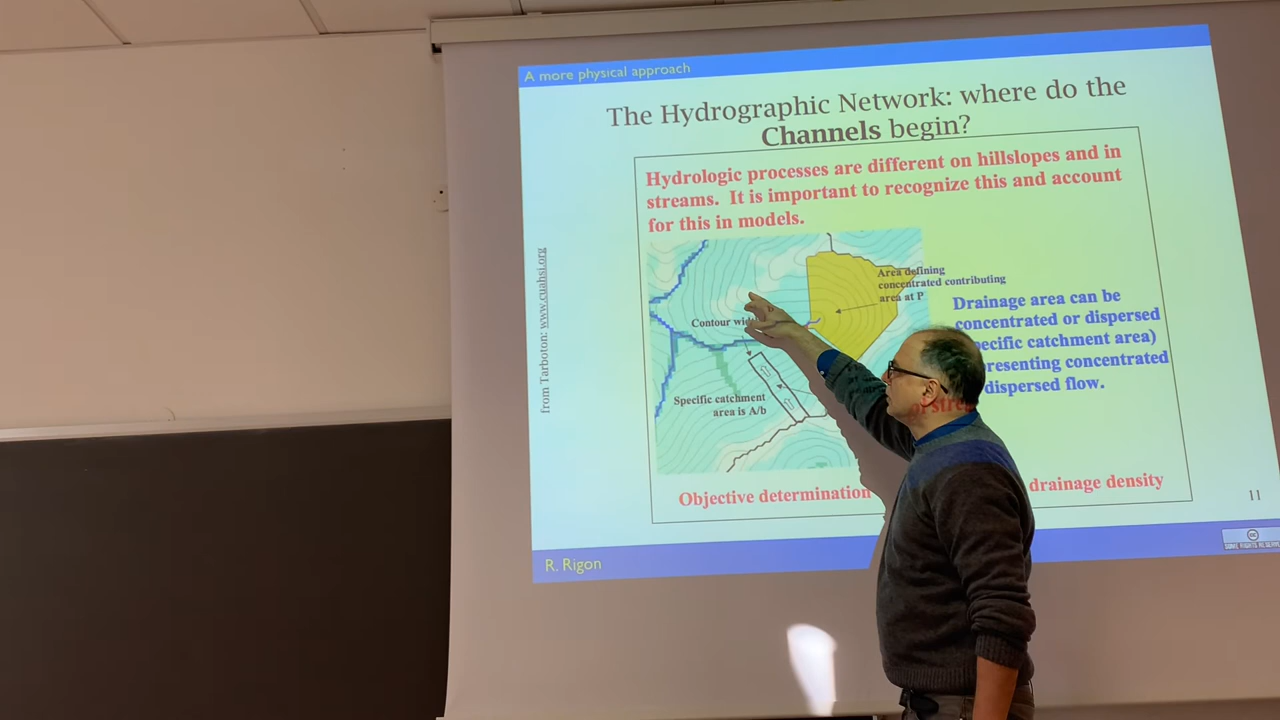 A more physical approach
The Hydrographic Network: where do the
Channels begin?
Hydrologic processes are different on hillslopes and in
streams. It is important to recognize this and account
for this in models.
from Tarboton: www.cuahsi.org
Area defining
concentrated contributing
area at P
Contour
Specific catchment
area is A/b
Drainage area can be
concentrated or dispersed
catchment area)
concentrated
dispersed flow.
Objective determination
drainage density
11
R. Rigon
SOME RIGHTS RESERVE